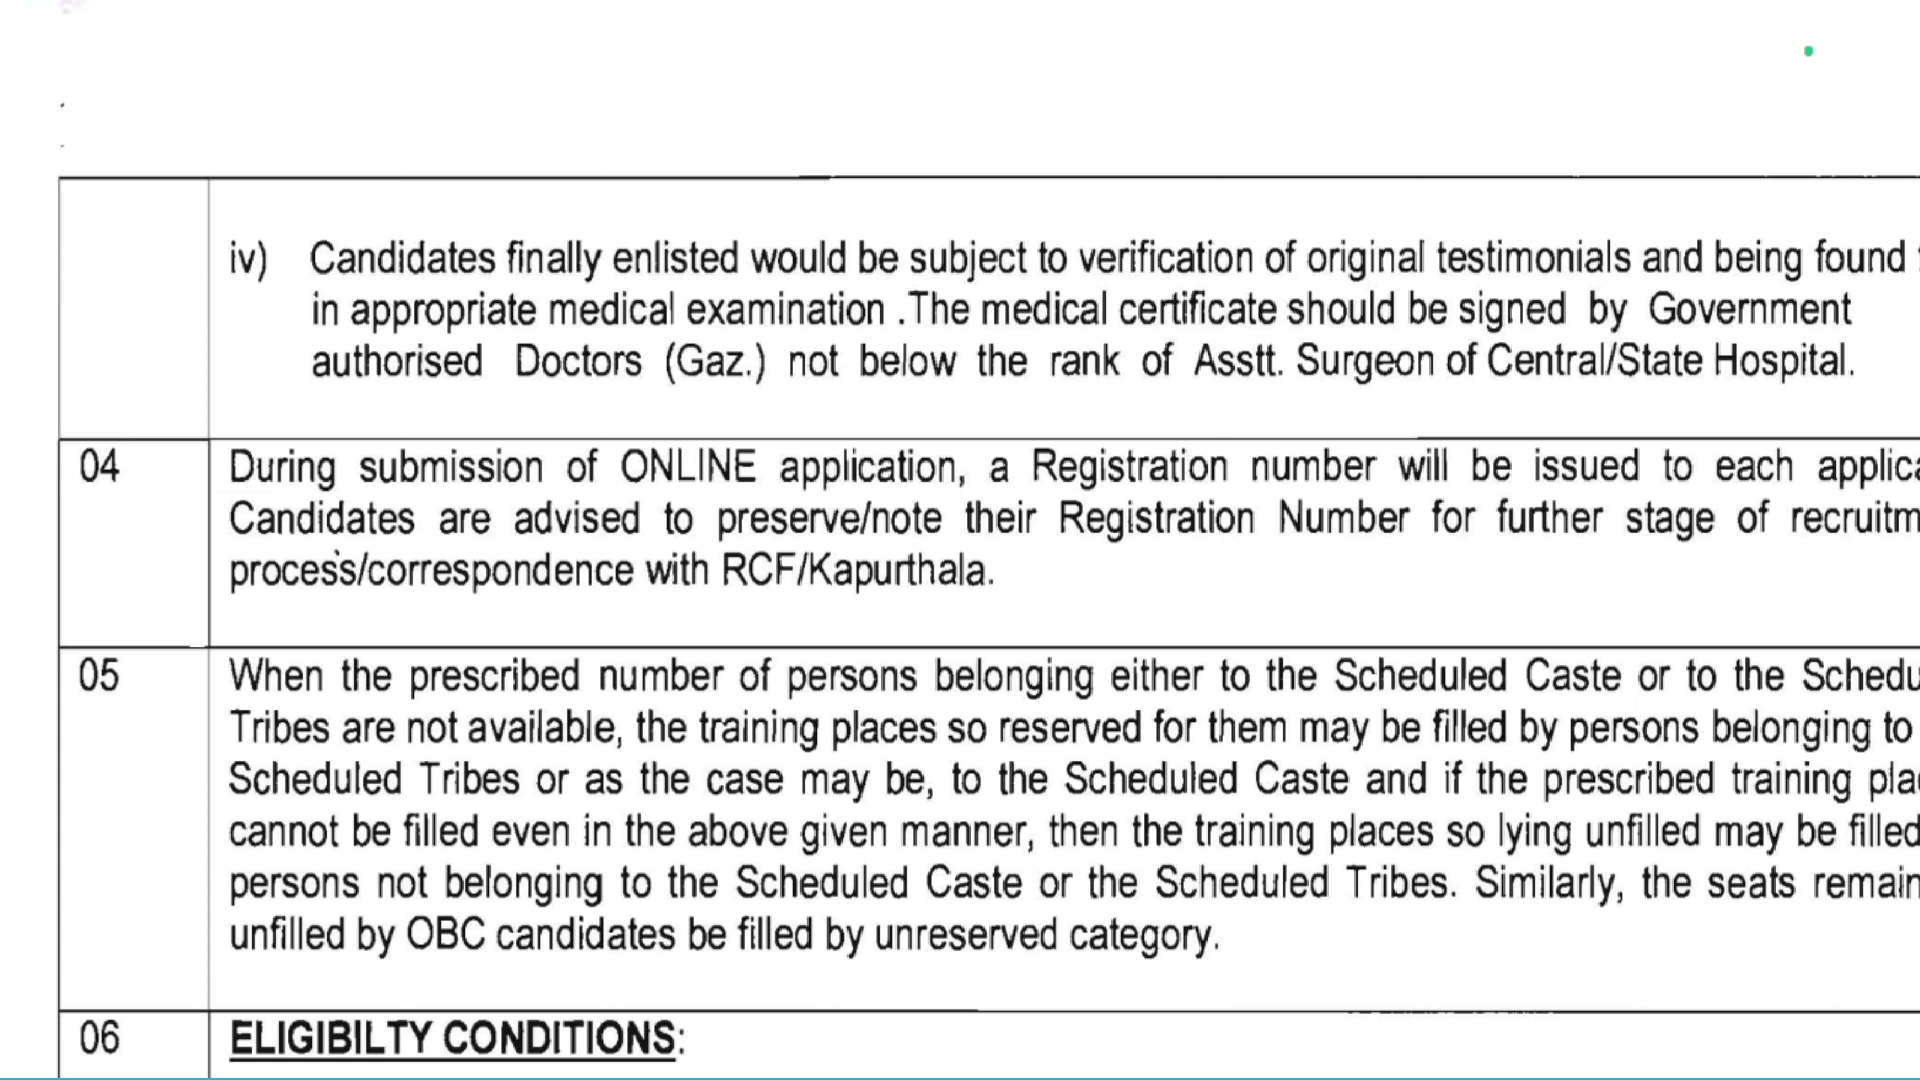 iv) Candidates finally enlisted would be subject to verification of original testimonials and being found
in appropriate medical examination .The medical certificate should be signed by Government
authorised Doctors (Gaz.) not below the rank of Asstt. Surgeon of Central/State Hospital.
04 During submission of ONLINE application, a Registration number will be issued to each
Candidates are advised to preserve/note their Registration Number for further stage of
process/correspondence with RCF/Kapurthala.
05 When the prescribed number of persons belonging either to the Scheduled Caste or to the
Tribes are not available, the training places so reserved for them may be filled by persons belonging to
Scheduled Tribes or as the case may be, to the Scheduled Caste and if the prescribed training
cannot be filled even in the above given manner, then the training places so lying unfilled may be filled
persons not belonging to the Scheduled Caste or the Scheduled Tribes. Similarly, the seats
unfilled by OBC candidates be filled by unreserved category.
06 ELIGIBILTY CONDITIONS: